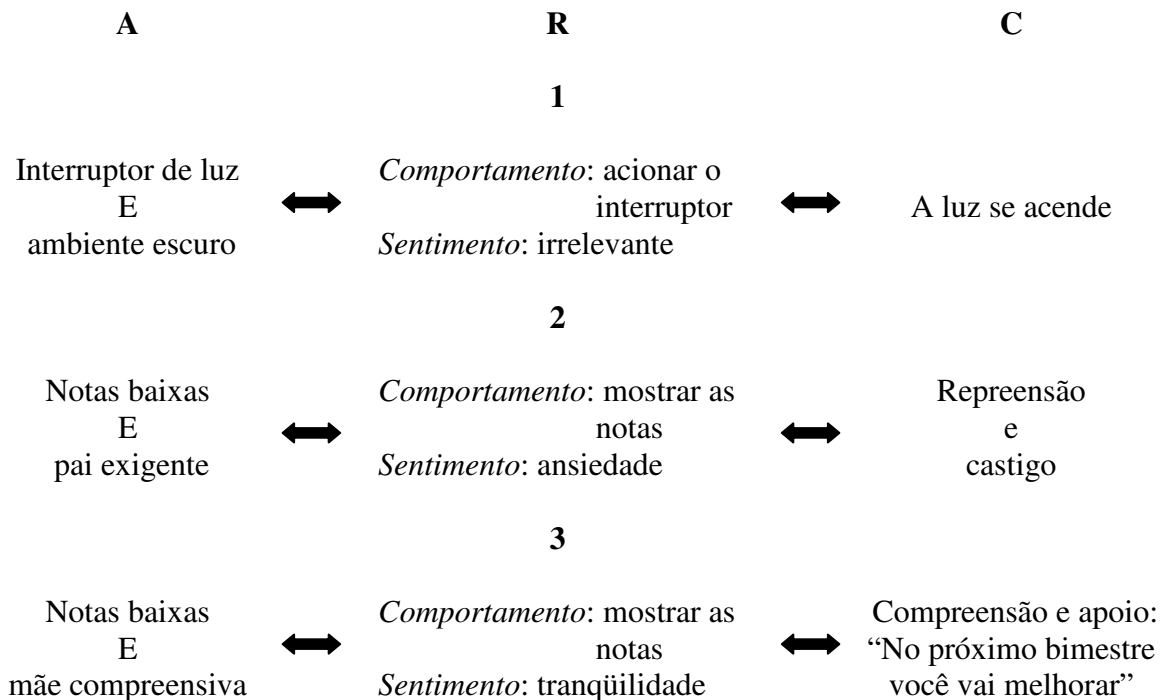 A R C
1
Interruptor de luz
E
ambiente escuro
Comportamento: acionar o
interruptor
Sentimento: irrelevante
A luz se acende
2
Notas baixas
E
pai exigente
Comportamento: mostrar as
notas
Sentimento: ansiedade
Repreensão
e
castigo
3
Notas baixas
E
mãe compreensiva
Comportamento: mostrar as
notas
Sentimento: tranqüilidade
Compreensão e apoio:
“No próximo bimestre
você vai melhorar”